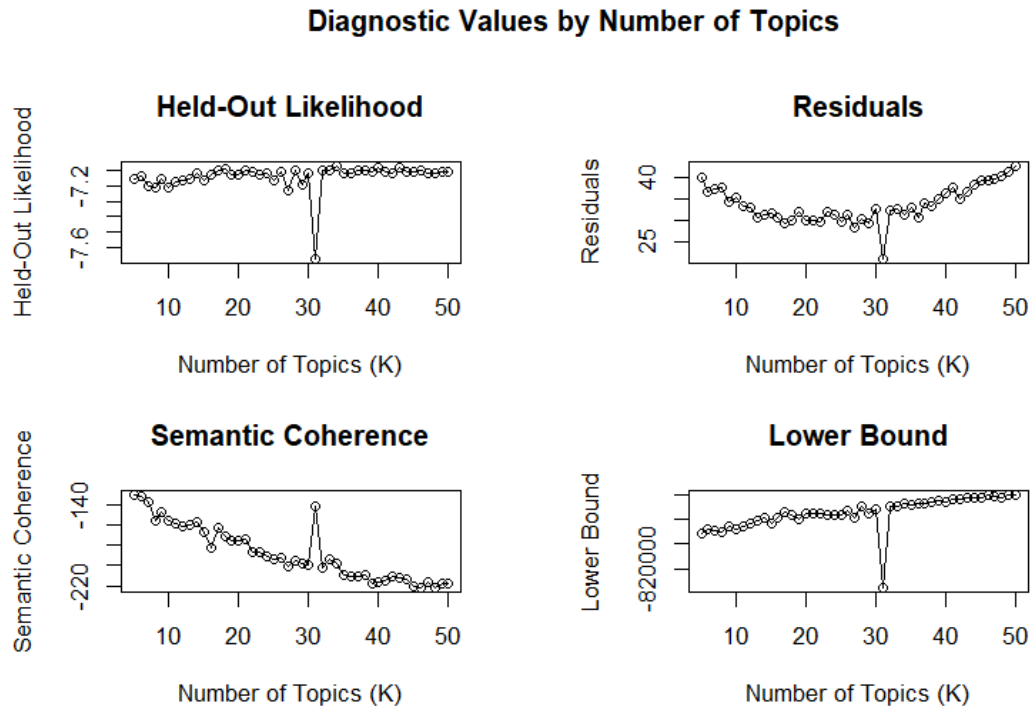 Diagnostic Values by Number of Topics
Held-Out Likelihood
Held-Out Likelihood
-7.2
-7.6
10 20 30 40 50
Number of Topics (K)
Residuals
Residuals
40
25
10 20 30 40 50
Number of Topics (K)
Semantic Coherence
Semantic Coherence
-140
-220
10 20 30 40 50
Number of Topics (K)
Lower Bound
Lower Bound
-820000
10 20 30 40 50
Number of Topics (K)